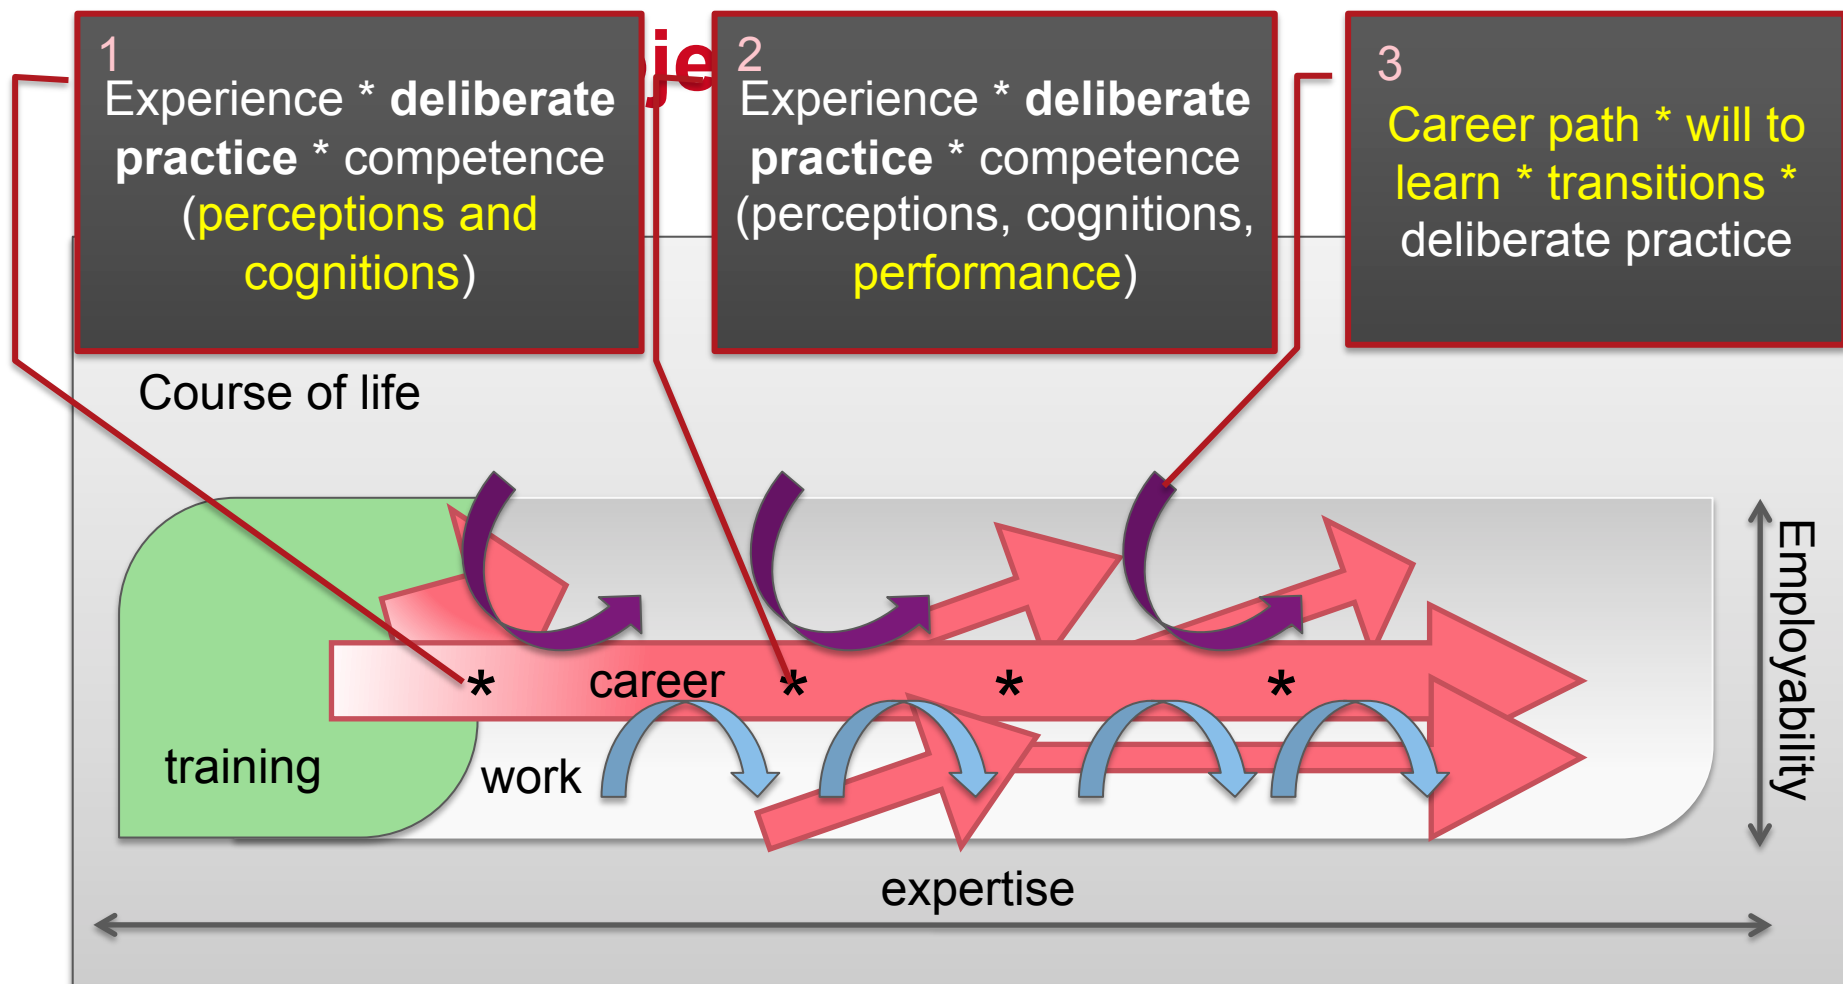 1
Experience * deliberate
practice * competence
(perceptions and
cognitions)
je
2
Experience * deliberate
practice * competence
(perceptions, cognitions,
performance)
3
Career path * will to
learn * transitions *
deliberate practice
Course of life
Employability
* career * * *
training
work
expertise